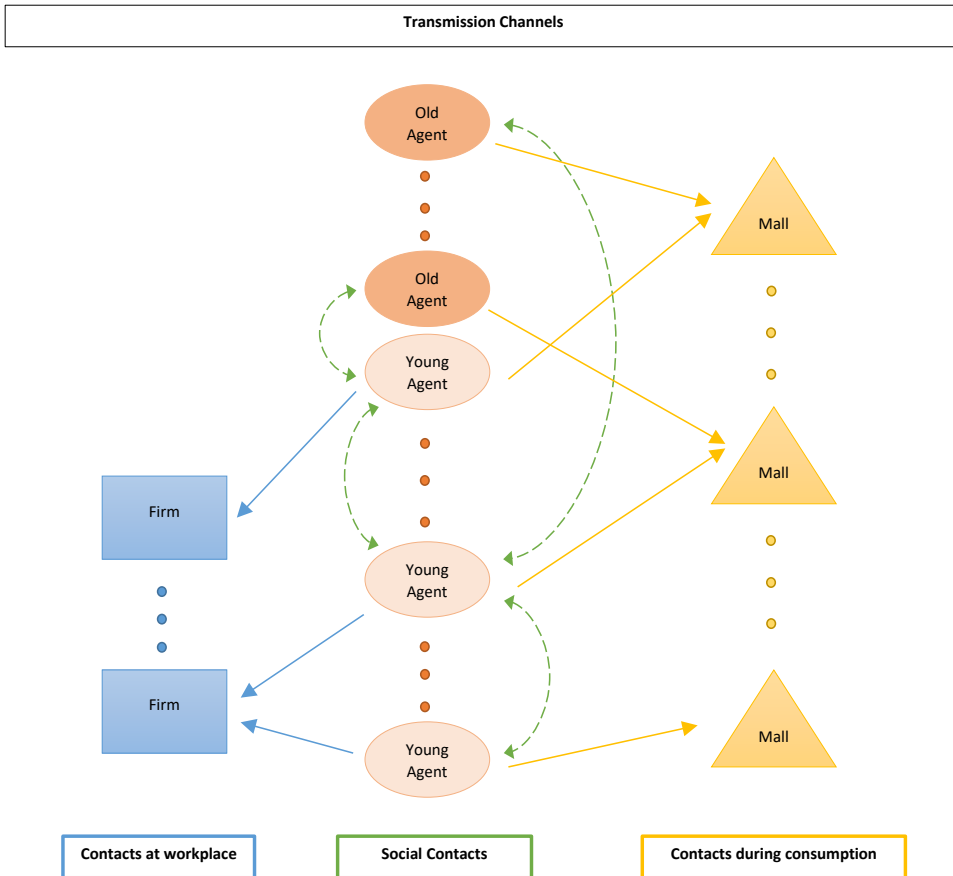 Transmission Channels
Old
Agent
Old
Agent
Young
Agent
Young
Agent
Young
Agent
Firm
Firm
Mall
Mall
Mall
Contacts at workplace
Social Contacts
Contacts during consumption